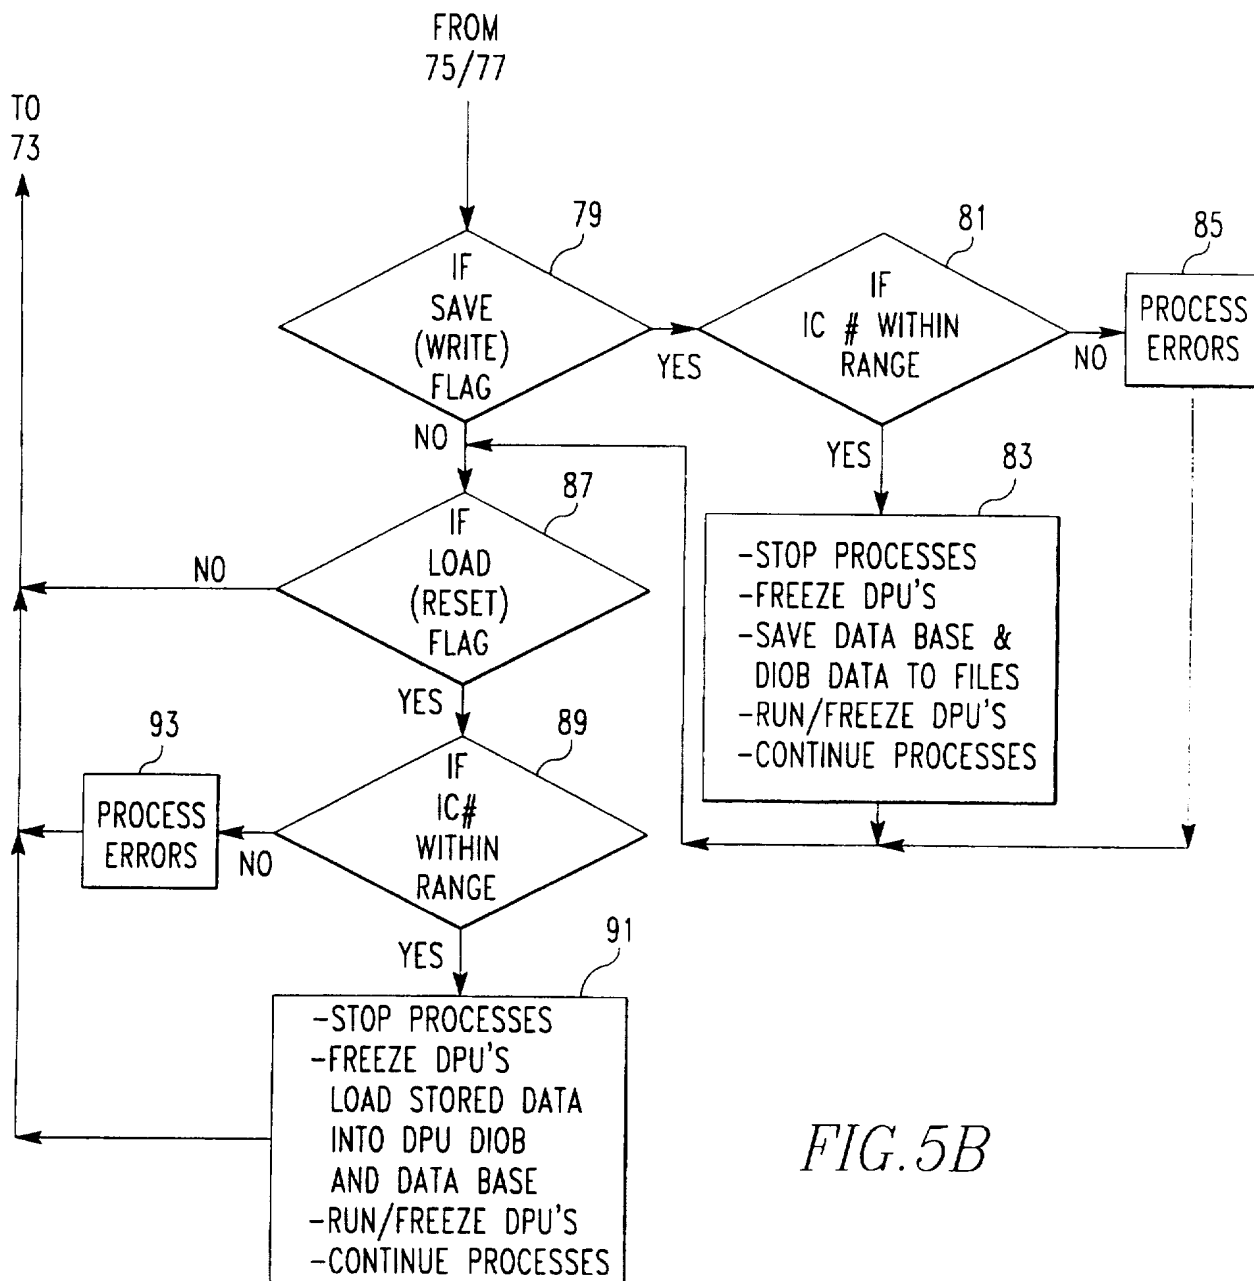 FROM
75/77
TO
73
79
IF
SAVE
(WRITE)
FLAG
YES
NO
81
IF
IC # WITHIN
RANGE
NO
YES
85
PROCESS
ERRORS
83
-STOP PROCESSES
-FREEZE DPU'S
-SAVE DATA BASE &
DIOB DATA TO FILES
-RUN/FREEZE DPU'S
-CONTINUE PROCESSES
87
IF
LOAD
(RESET)
FLAG
NO
YES
89
IF
IC#
WITHIN
RANGE
NO
YES
93
PROCESS
ERRORS
91
-STOP PROCESSES
-FREEZE DPU'S
LOAD STORED DATA
INTO DPU DIOB
AND DATA BASE
-RUN/FREEZE DPU'S
-CONTINUE PROCESSES
FIG.5B